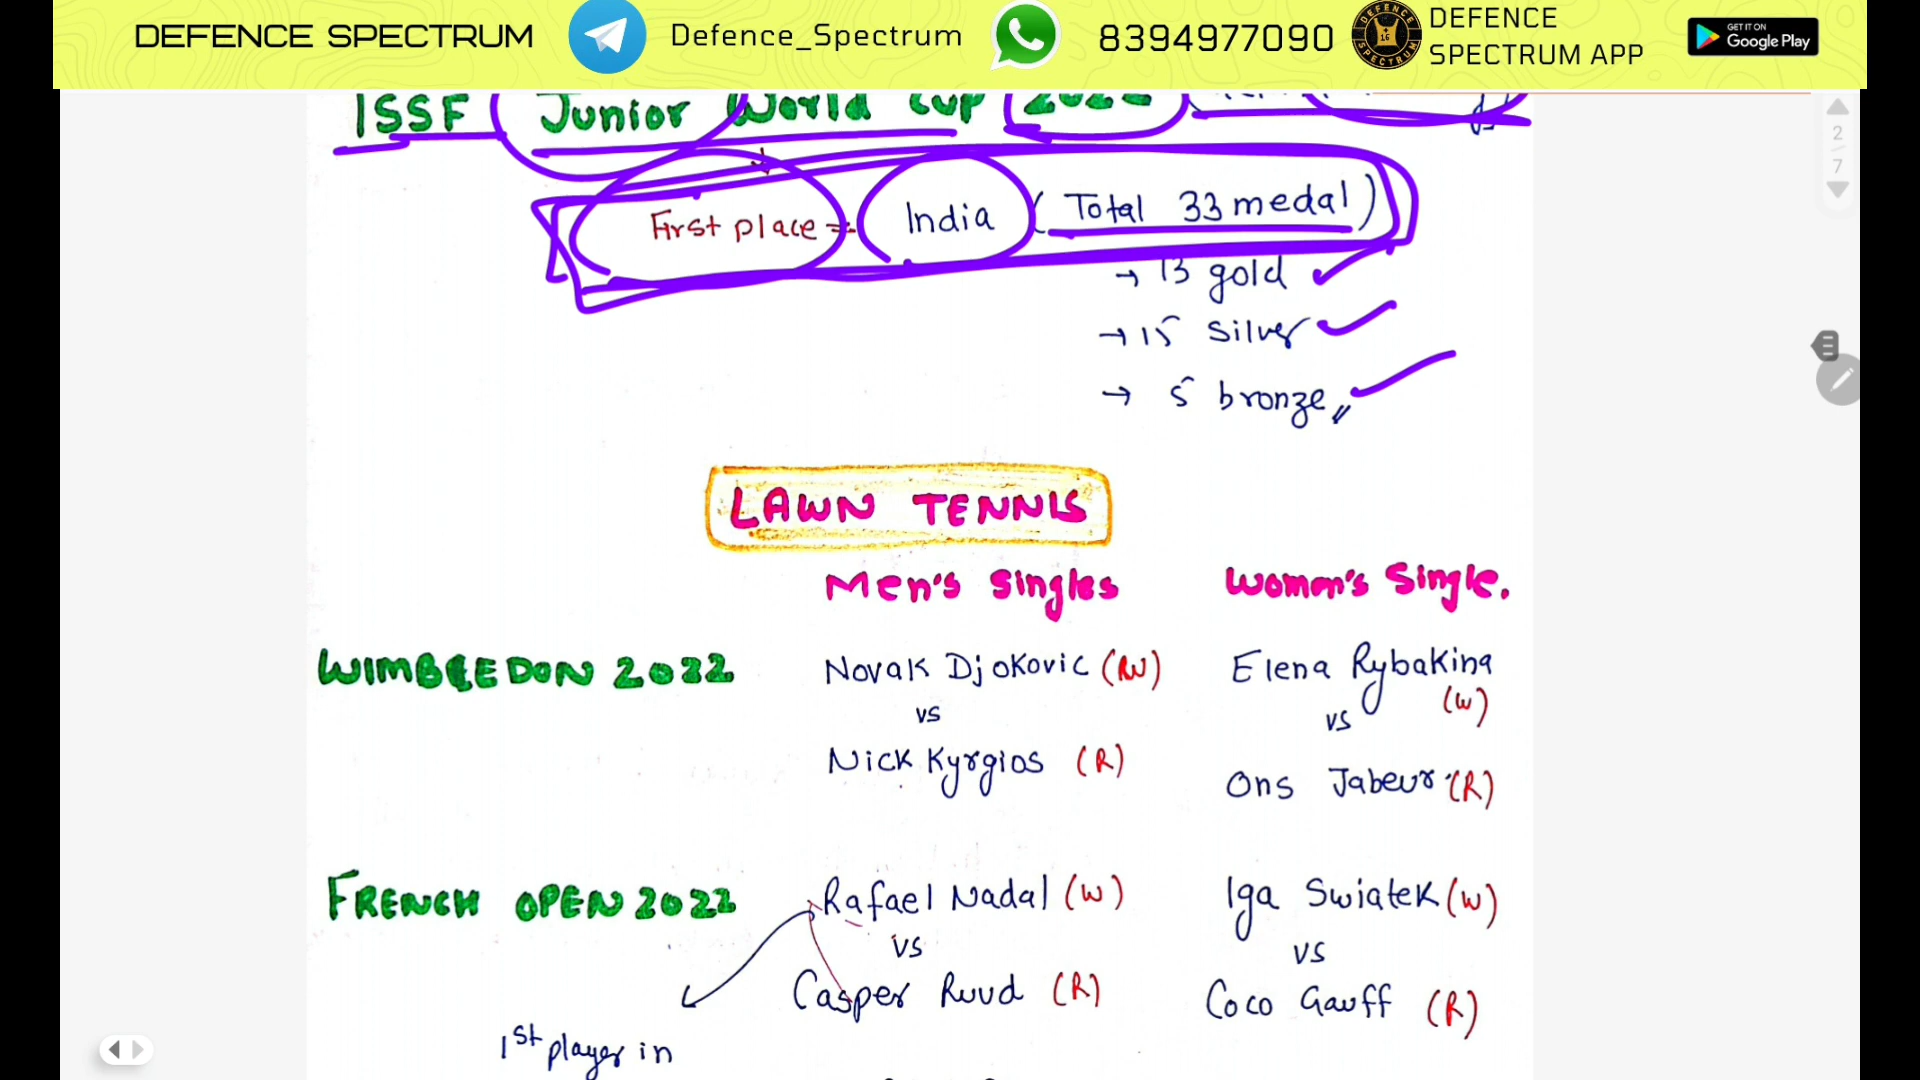 DEFENCE SPECTRUM
Defence_Spectrum
8394977090
DEFENCE
SPECTRUM APP
GET IT ON
Google Play
ISSF Junior World Cup 2022
First place = India (Total 33 medal)
→ 13 gold
→ 15 Silver
→ 5 bronze
LAWN TENNIS
Men's Singles Women's Single.
WIMBLEDON 2022 Novak Djokovic (W) Elena Rybakina (W)
vs vs
Nick Kyrgios (R) Ons Jabeur (R)
FRENCH OPEN 2022 Rafael Nadal (W) Iga Swiatek (W)
vs vs
Casper Ruud (R) Coco Gauff (R)
1st player in
2
7